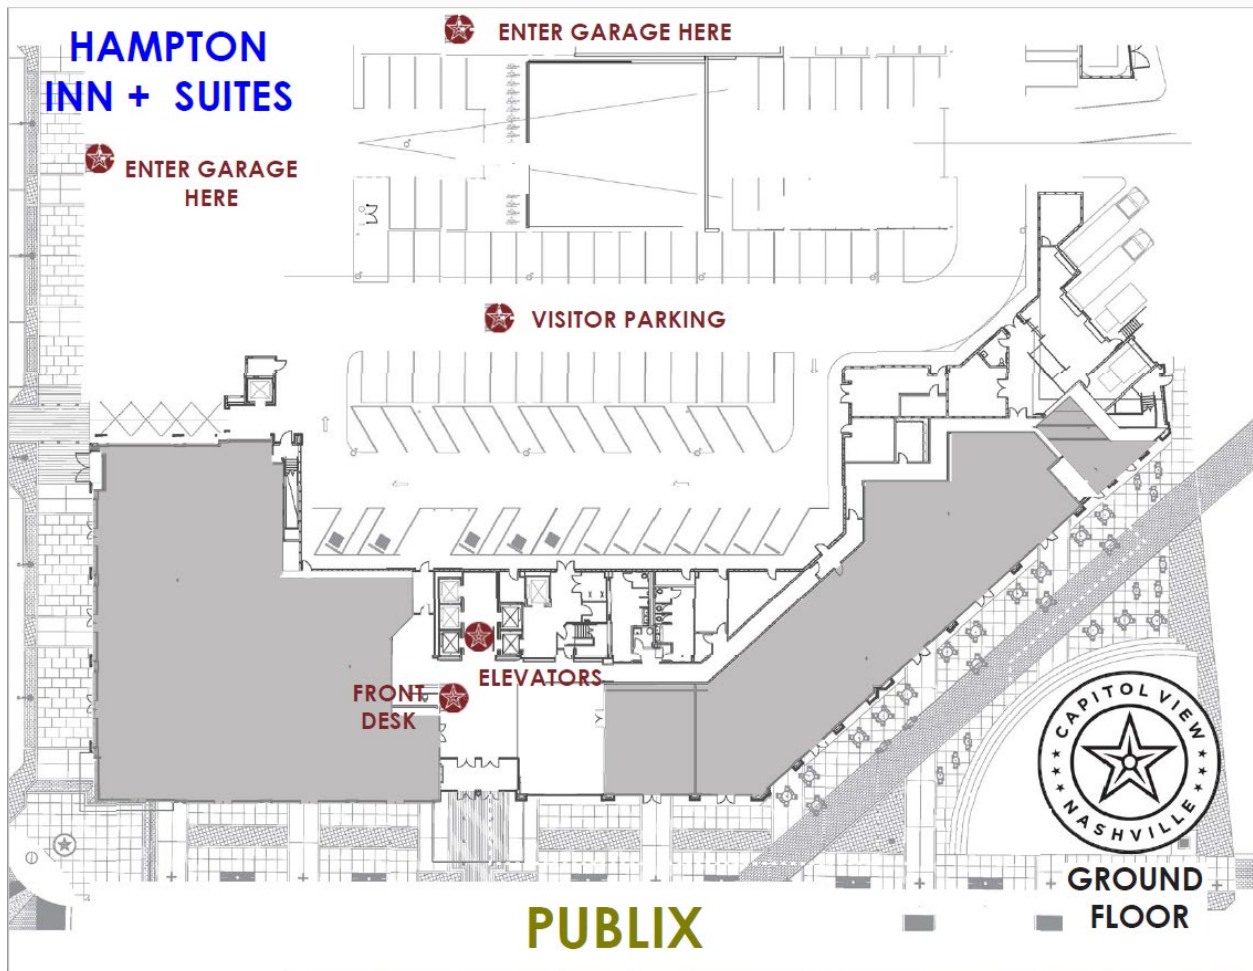 ENTER GARAGE HERE
HAMPTON
INN + SUITES
ENTER GARAGE
HERE
VISITOR PARKING
ELEVATORS
FRONT
DESK
CAPITOL VIEW
NASHVILLE
GROUND
FLOOR
PUBLIX